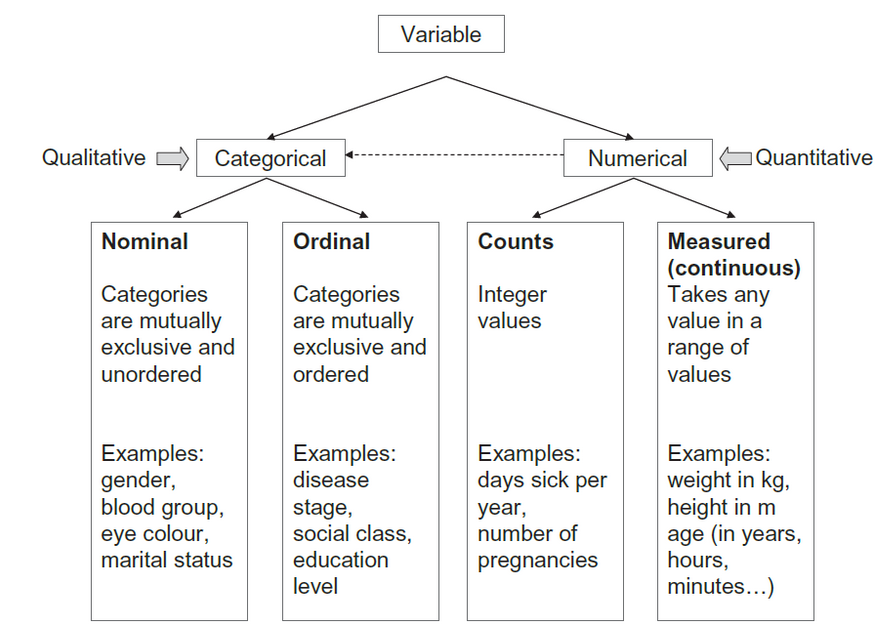 Variable
Qualitative
Categorical
Numerical
Quantitative
Nominal
Categories
are mutually
exclusive and
unordered
Examples:
gender,
blood group,
eye colour,
marital status
Ordinal
Categories
are mutually
exclusive and
ordered
Examples:
disease
stage,
social class,
education
level
Counts
Integer
values
Examples:
days sick per
year,
number of
pregnancies
Measured
(continuous)
Takes any
value in a
range of
values
Examples:
weight in kg,
height in m
age (in years,
hours,
minutes…)